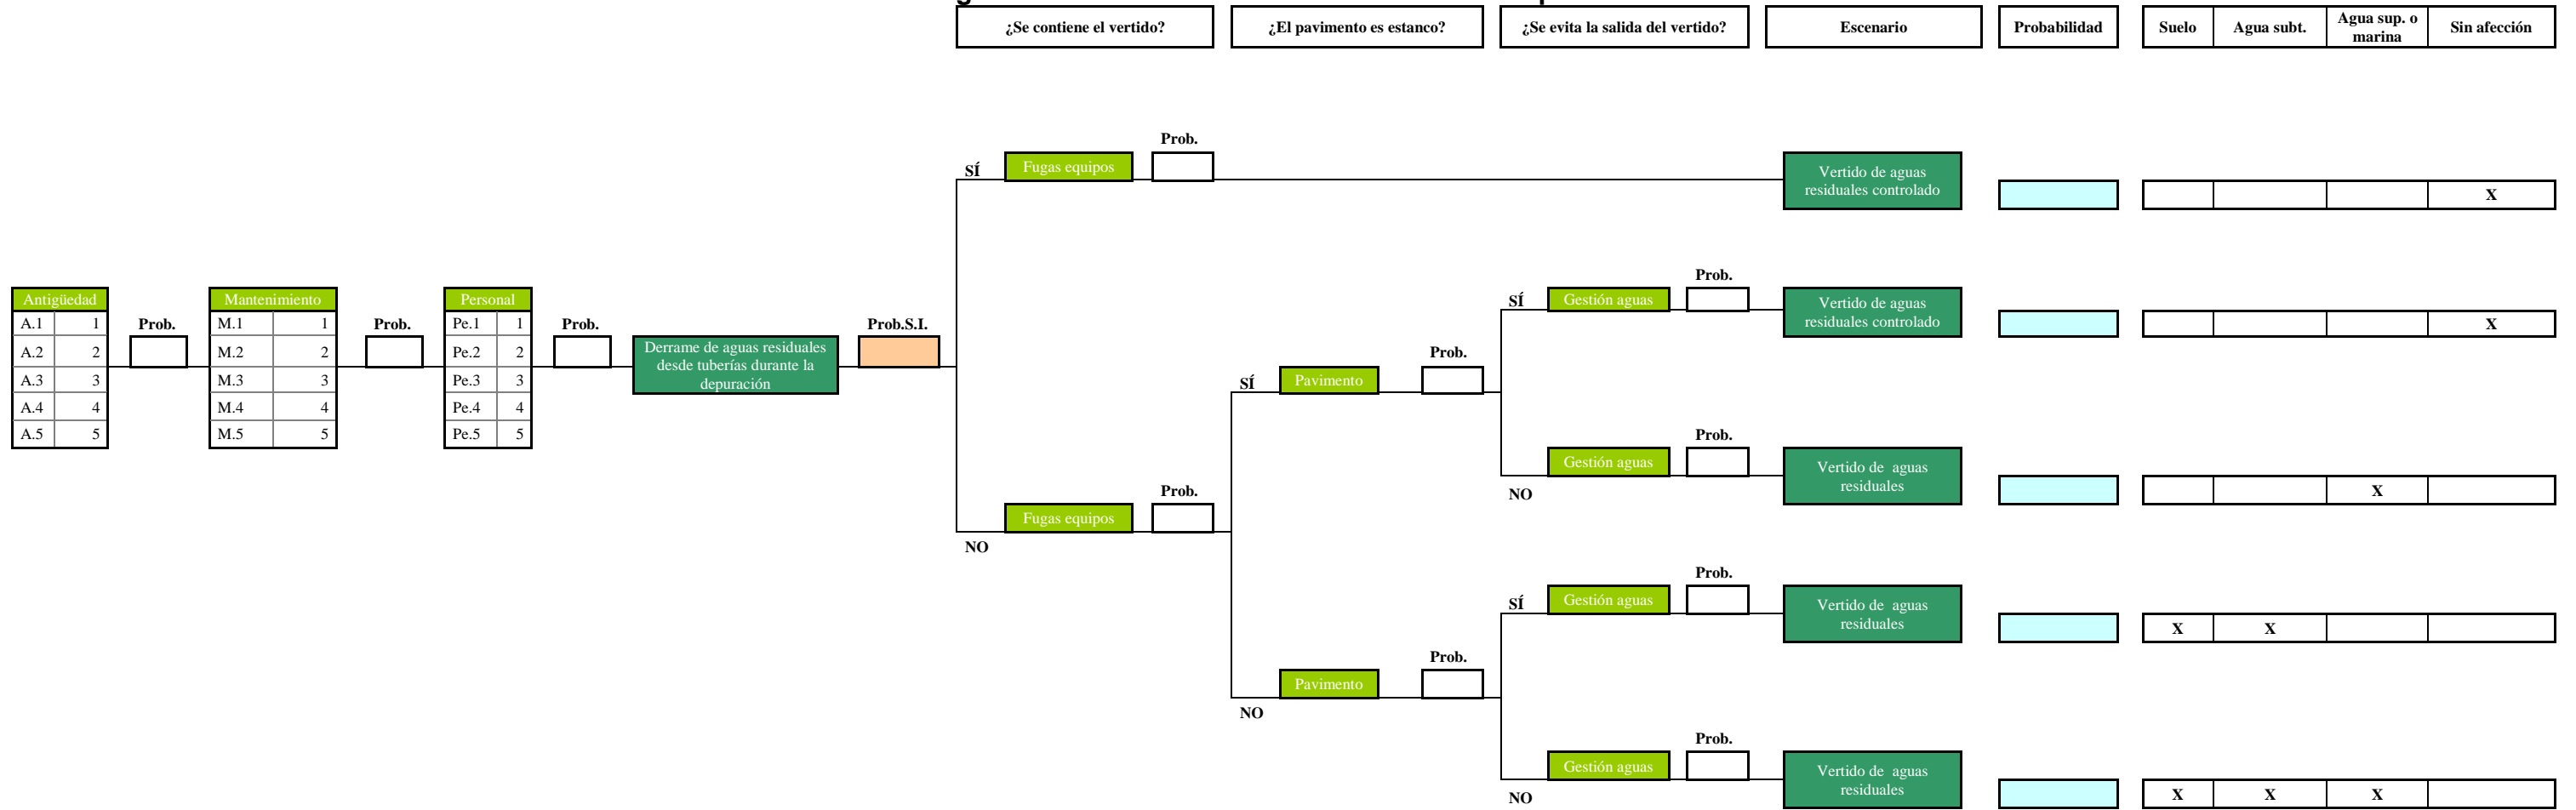 ¿Se contiene el vertido?
¿El pavimento es estanco?
¿Se evita la salida del vertido?
Escenario
Probabilidad
Suelo
Agua subt.
Agua sup. o
marina
Sin afección
Prob.
SÍ
Fugas equipos
Vertido de aguas
residuales controlado
X
Prob.
SÍ
Gestión aguas
Vertido de aguas
residuales controlado
X
Antigüedad
A.1 1
A.2 2
A.3 3
A.4 4
A.5 5
Prob.
Mantenimiento
M.1 1
M.2 2
M.3 3
M.4 4
M.5 5
Prob.
Personal
Pe.1 1
Pe.2 2
Pe.3 3
Pe.4 4
Pe.5 5
Prob.
Derrame de aguas residuales
desde tuberías durante la
depuración
Prob.S.I.
Prob.
SÍ
Pavimento
Prob.
Gestión aguas
NO
Vertido de aguas
residuales
X
Prob.
Fugas equipos
NO
Prob.
SÍ
Gestión aguas
Vertido de aguas
residuales
X X
Prob.
Pavimento
NO
Prob.
Gestión aguas
NO
Vertido de aguas
residuales
X X X